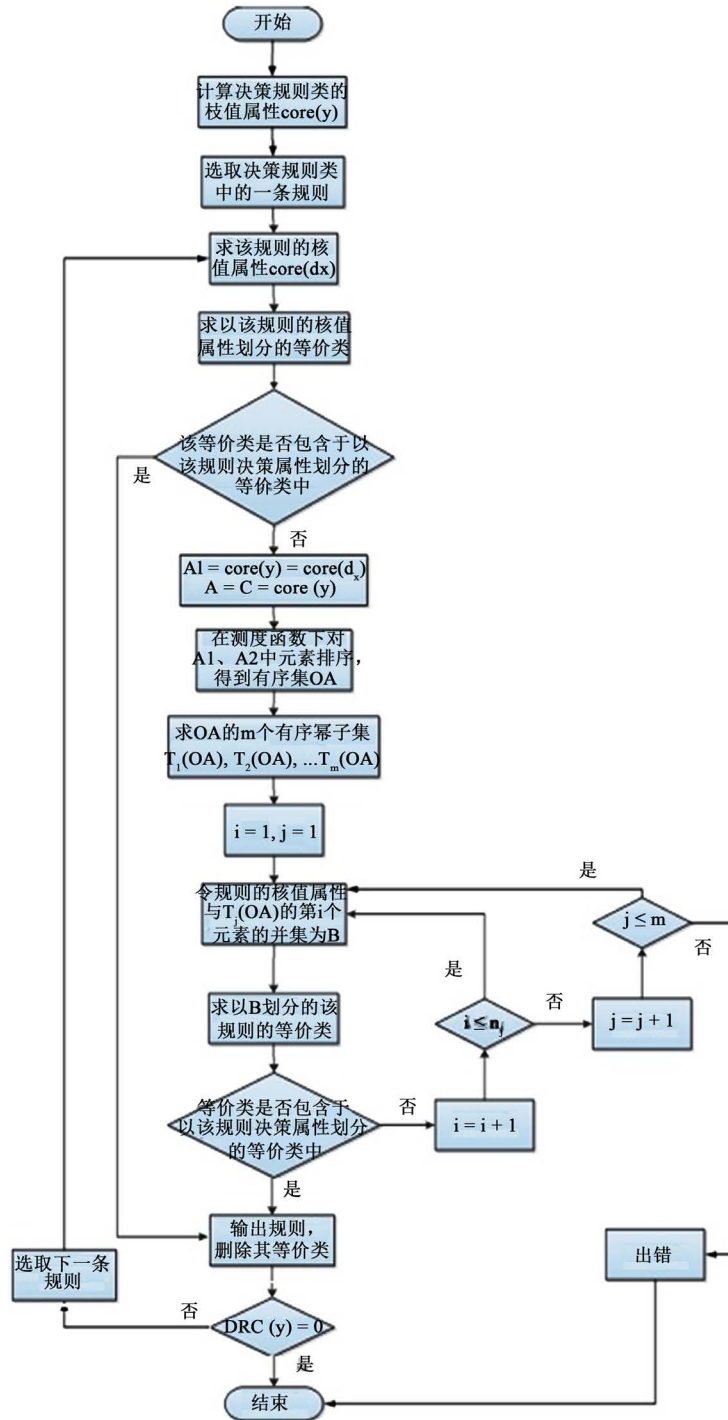 开始
计算决策规则类的
枝值属性core(y)
选取决策规则类
中的一条规则
求该规则的核
值属性core(dx)
求以该规则的核值
属性划分的等价类
该等价类是否包含于以
该规则决策属性划分的
等价类中
是
否
Al = core(y) = core(dₓ)
A = C = core (y)
在测度函数下对
A1、A2中元素排序，
得到有序集OA
求OA的m个有序幂子集
T₁(OA), T₂(OA), ...Tₘ(OA)
i = 1, j = 1
令规则的核值属性
与Tⱼ(OA)的第i个
元素的并集为B
是
j ≤ m
否
是
i ≤ nⱼ
否
j = j + 1
求以B划分的该
规则的等价类
等价类是否包含于
以该规则决策属性划分
的等价类中
否
i = i + 1
是
输出规则，
删除其等价类
选取下一条
规则
出错
否
DRC (y) = 0
是
结束